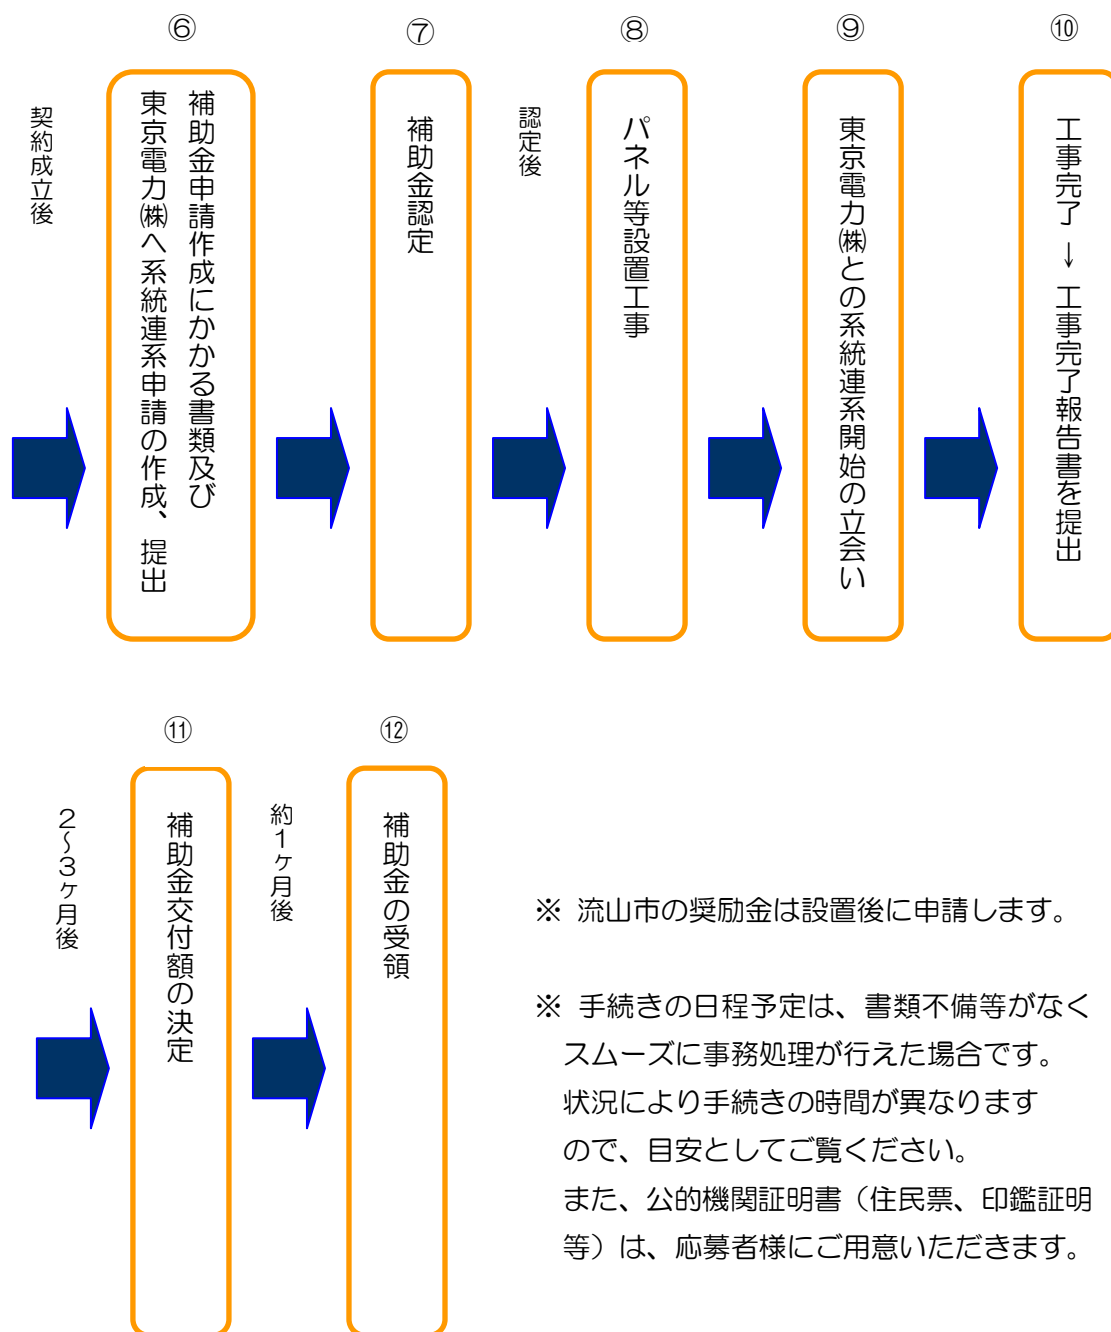 契約成立後
⑥
補助金申請作成にかかる書類及び
東京電力㈱へ系統連系申請の作成、提出
⑦
補助金認定
認定後
⑧
パネル等設置工事
⑨
東京電力㈱との系統連系開始の立会い
⑩
工事完了→工事完了報告書を提出
2～3ヶ月後
⑪
補助金交付額の決定
約1ヶ月後
⑫
補助金の受領
※ 流山市の奨励金は設置後に申請します。
※ 手続きの日程予定は、書類不備等がなく
スムーズに事務処理が行えた場合です。
状況により手続きの時間が異なります
ので、目安としてご覧ください。
また、公的機関証明書（住民票、印鑑証明
等）は、応募者様にご用意いただきます。